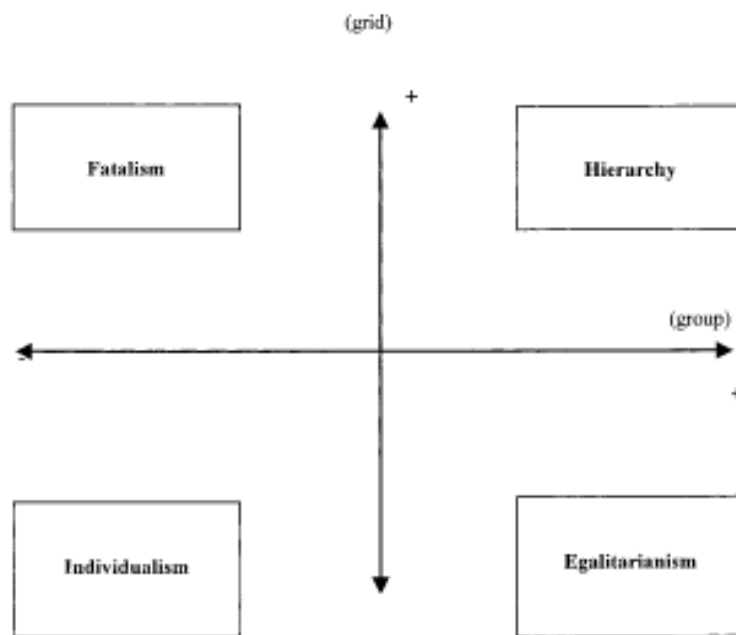 (grid)
+
Fatalism
Hierarchy
(group)
-
+
Individualism
Egalitarianism